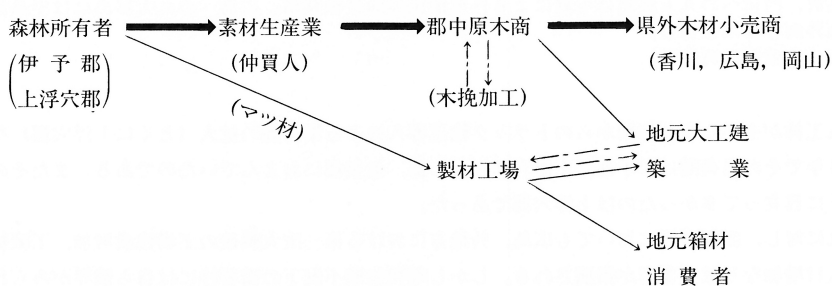 森林所有者
素材生産業
郡中原木商
県外木材小売商
(伊予郡
上浮穴郡)
(仲買人)
(木挽加工)
(香川，広島，岡山)
(マツ材)
地元大工建
築業
製材工場
地元箱材
消費者